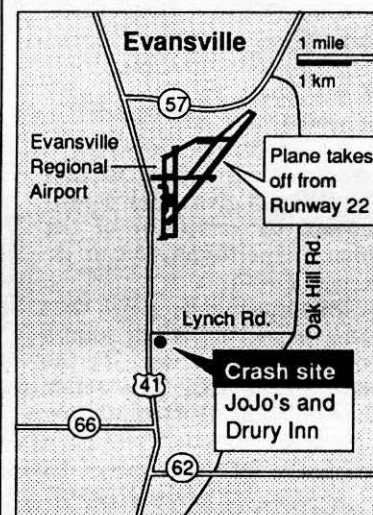 Evansville
1 mile
1 km
57
Evansville
Regional
Airport
Plane takes
off from
Runway 22
Oak Hill Rd.
Lynch Rd.
Crash site
JoJo's and
Drury Inn
41
66
62